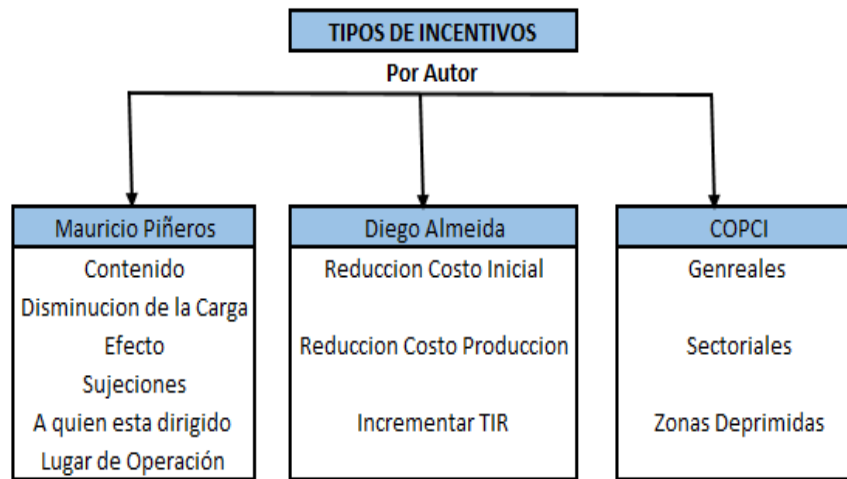 TIPOS DE INCENTIVOS
Por Autor
Mauricio Piñeros
Contenido
Disminucion de la Carga
Efecto
Sujeciones
A quien esta dirigido
Lugar de Operación
Diego Almeida
Reduccion Costo Inicial
Reduccion Costo Produccion
Incrementar TIR
COPCI
Genreales
Sectoriales
Zonas Deprimidas